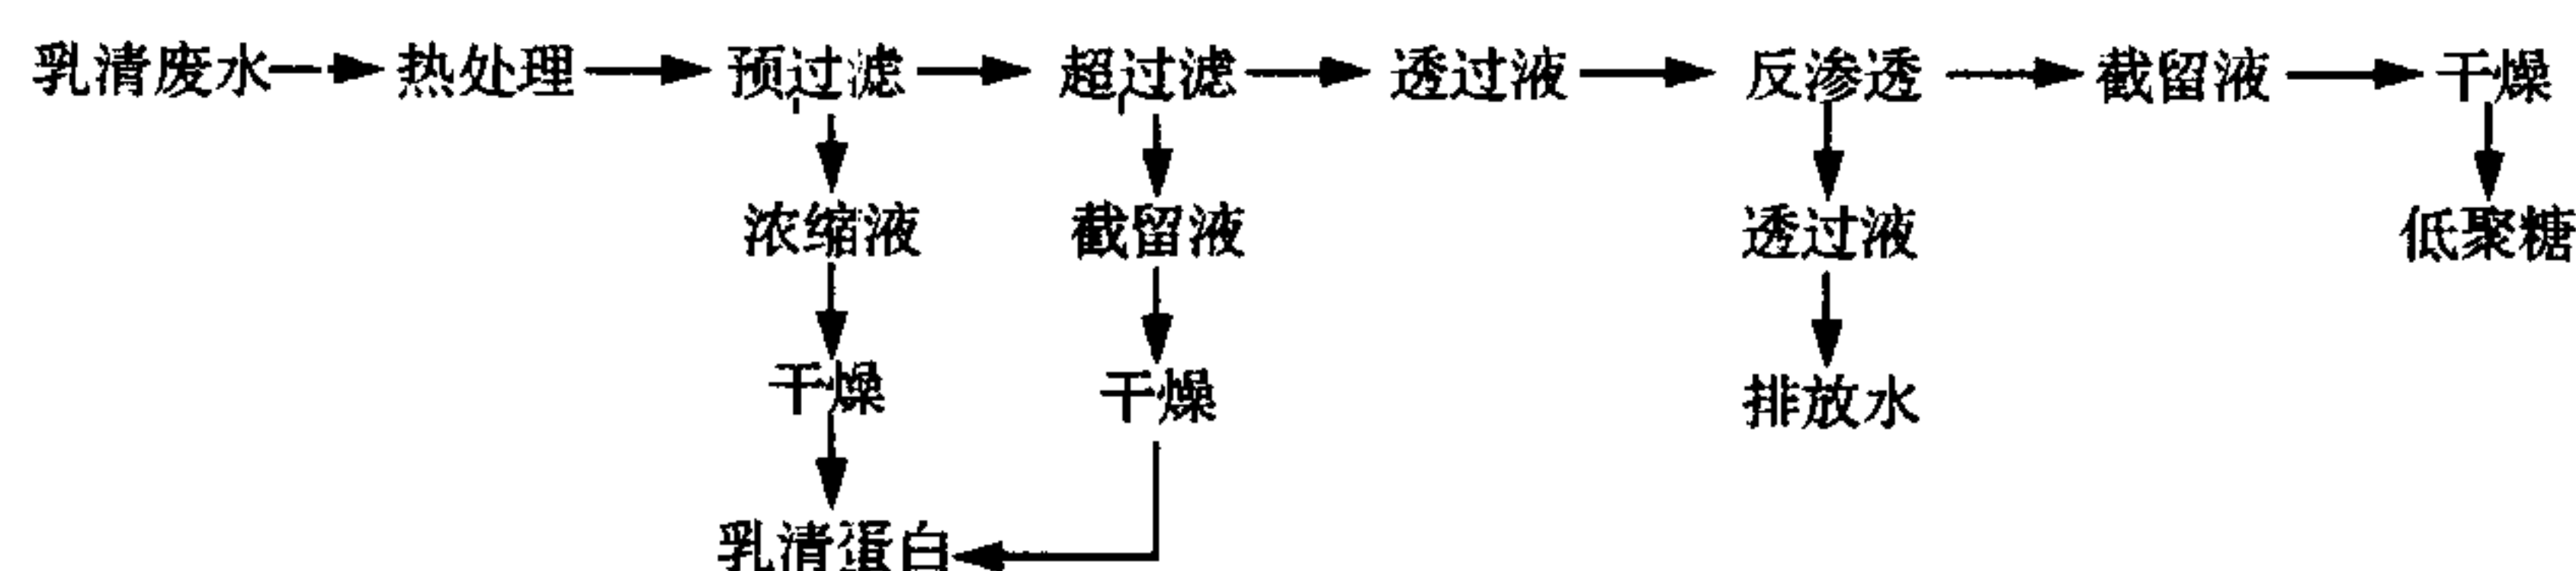 乳清废水 热处理 预过滤 超过滤 透过液 反渗透 截留液 干燥
浓缩液 截留液 透过液 低聚糖
干燥 干燥 排放水
乳清蛋白